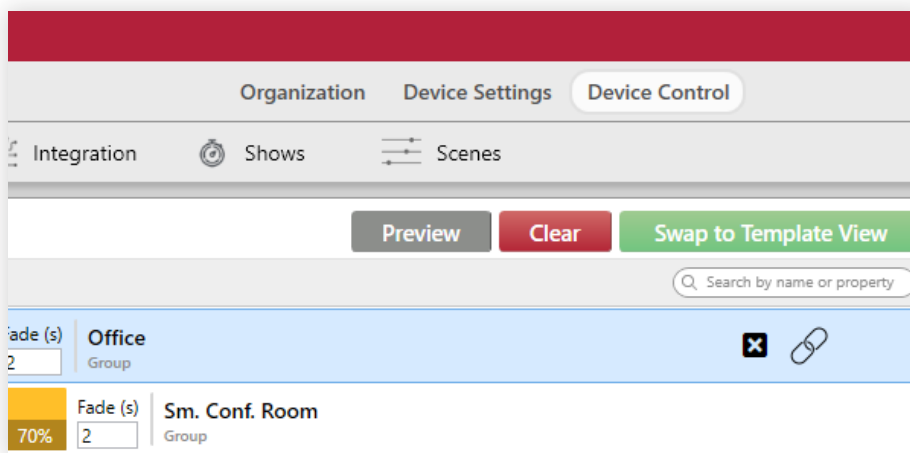 Organization Device Settings Device Control
Integration Shows Scenes
Preview Clear Swap to Template View
Search by name or property
(s) Office
2 Group
Fade (s) Sm. Conf. Room
70% 2 Group